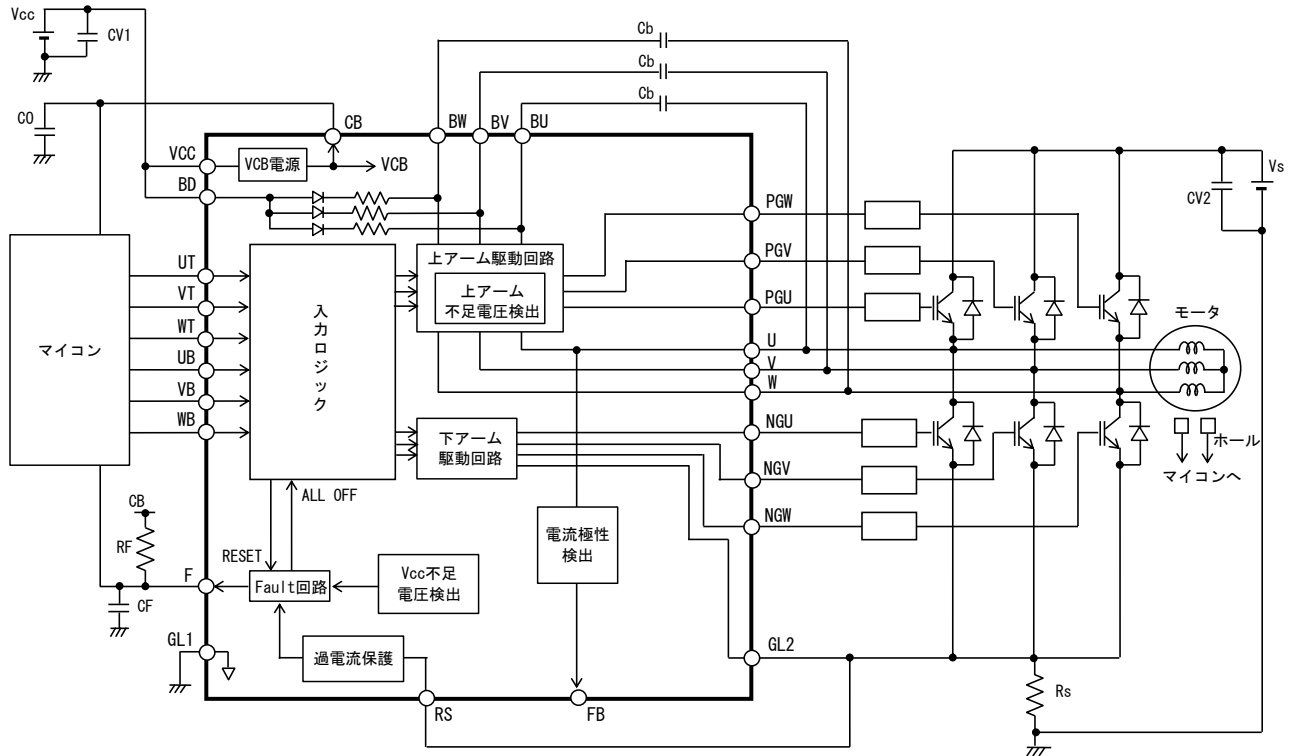 Vcc
CV1
Cb
Cb
Cb
C0
CB
BW
BV
BU
VCC
VCB電源
VCB
BD
Vs
CV2
PGW
PGV
PGU
UT
VT
WT
UB
VB
WB
マイコン
入力ロジック
上アーム駆動回路
上アーム
不足電圧検出
モータ
U
V
W
NGU
NGV
NGW
下アーム
駆動回路
ホール
マイコンへ
ALL OFF
CB
RF
RESET
F
Fault回路
Vcc不足
電圧検出
電流極性
検出
CF
GL1
過電流保護
GL2
Rs
RS
FB